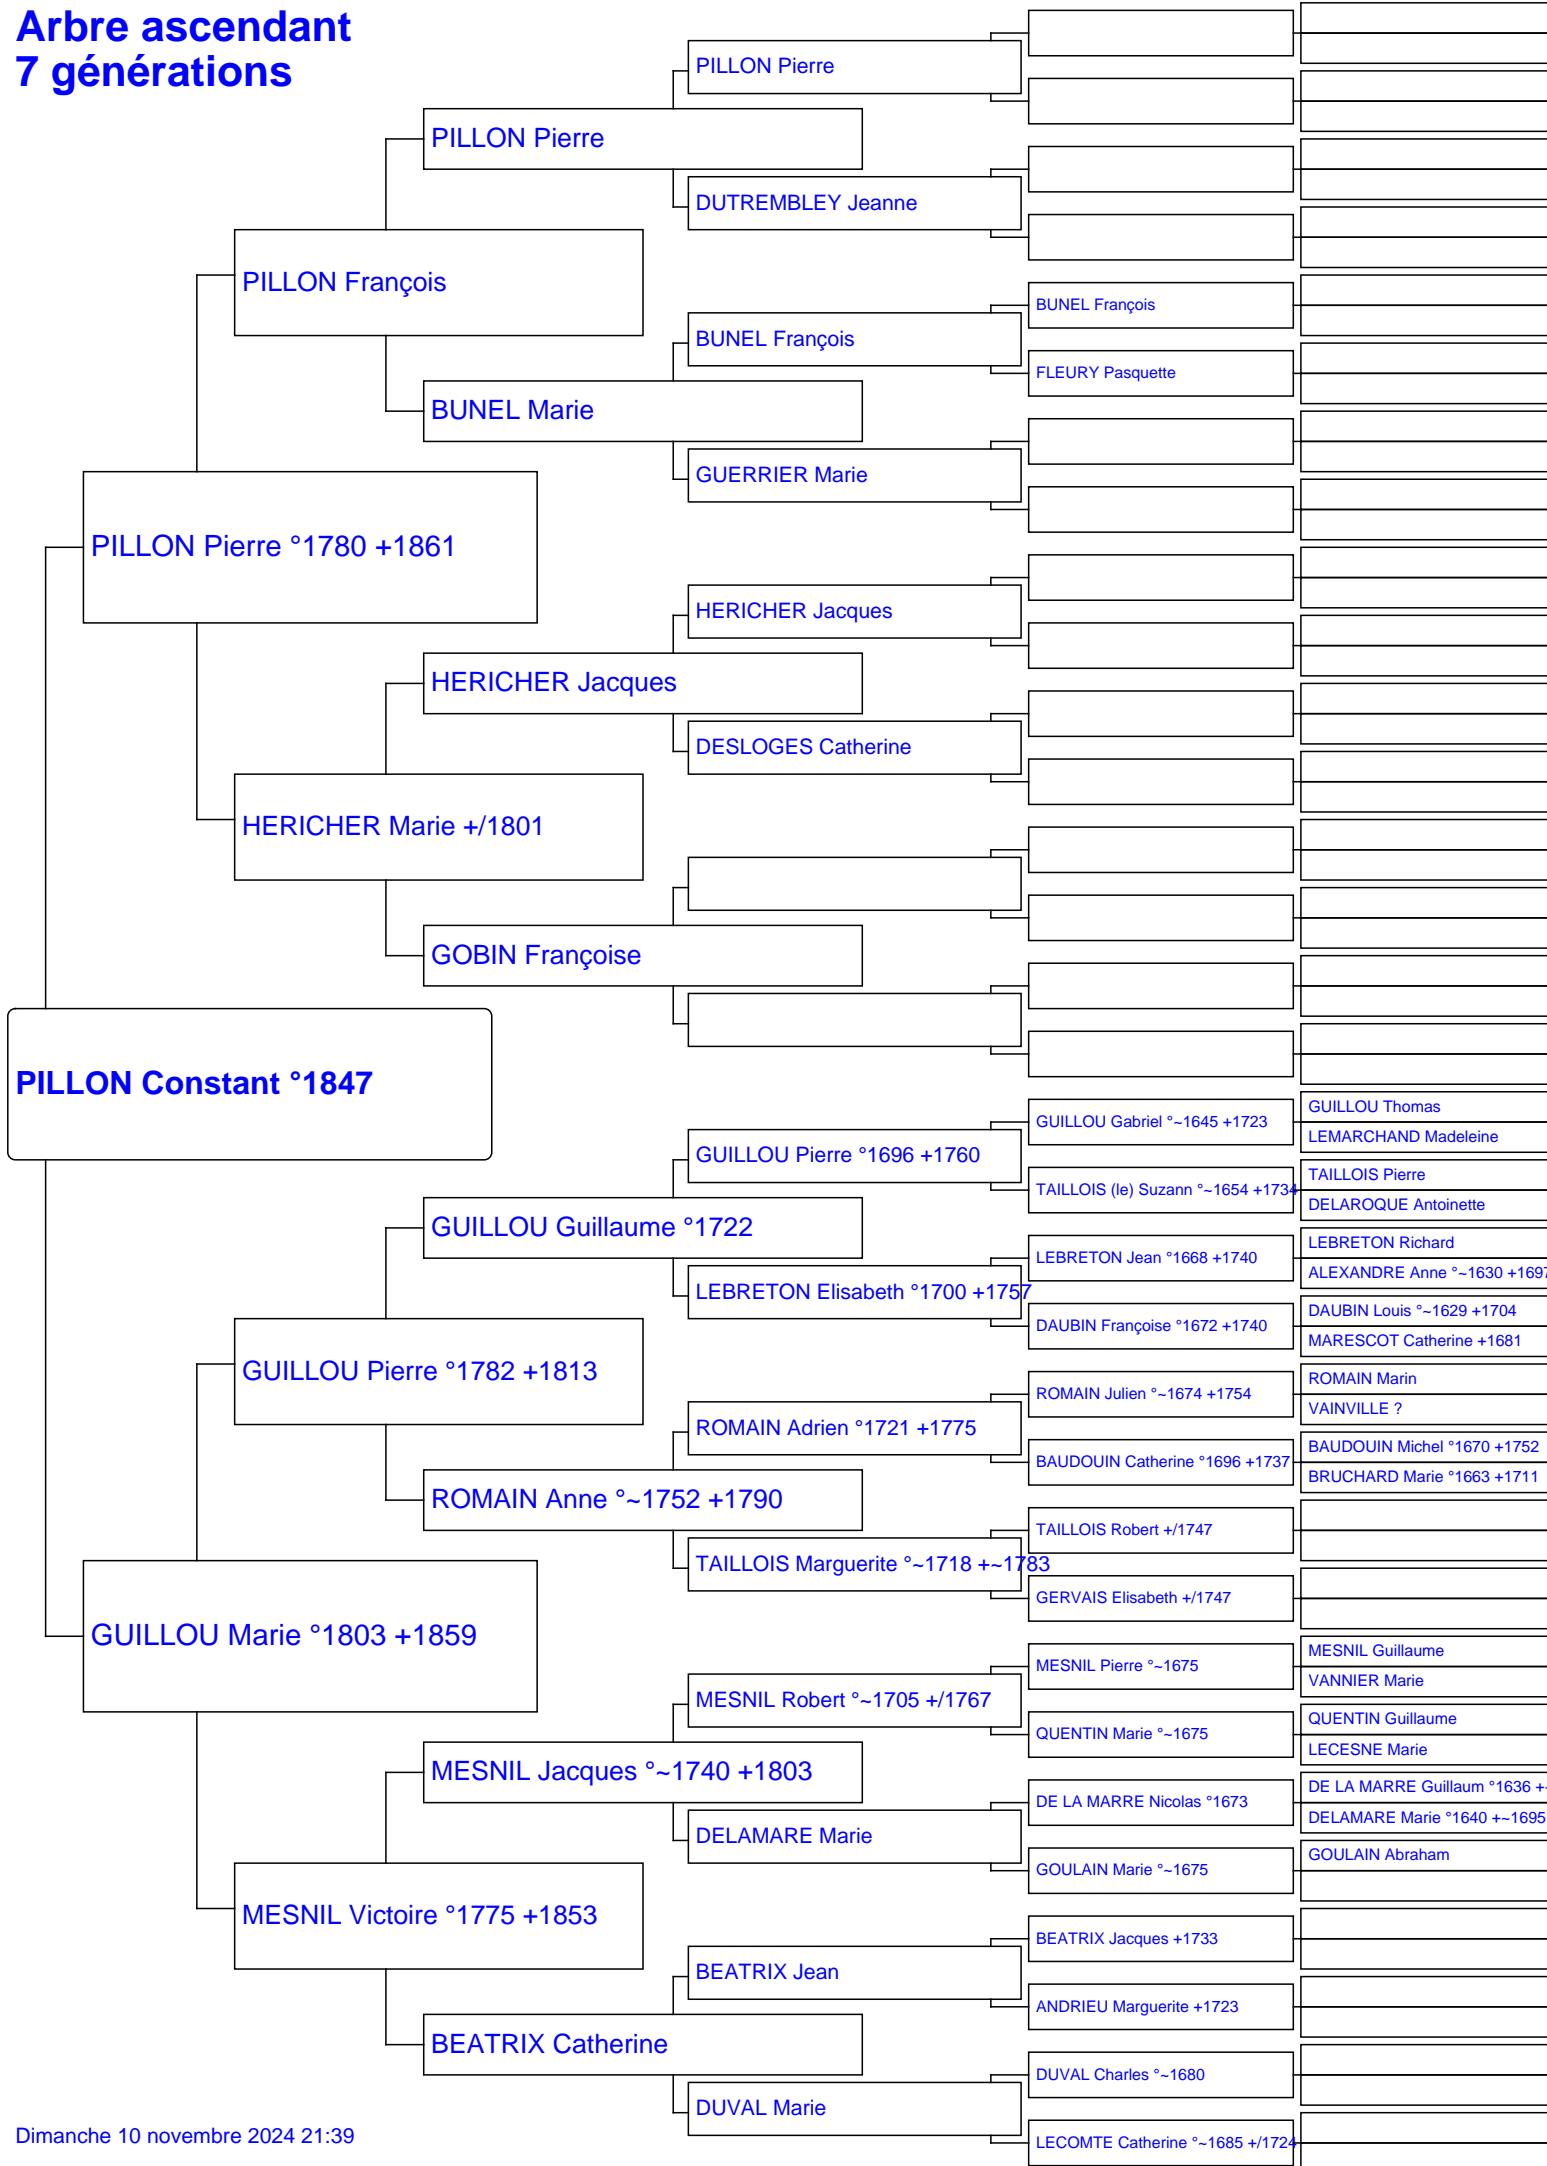 Arbre ascendant
7 générations
PILLON Pierre
PILLON Pierre
DUTREMBLEY Jeanne
PILLON François
BUNEL François
BUNEL François
FLEURY Pasquette
BUNEL Marie
GUERRIER Marie
PILLON Pierre °1780 +1861
HERICHER Jacques
HERICHER Jacques
DESLOGES Catherine
HERICHER Marie +/1801
GOBIN Françoise
PILLON Constant °1847
GUILLOU Thomas
GUILLOU Gabriel °~1645 +1723
LEMARCHAND Madeleine
GUILLOU Pierre °1696 +1760
TAILLOIS Pierre
TAILLOIS (le) Suzann °~1654 +1734
DELAROQUE Antoinette
GUILLOU Guillaume °1722
LEBRETON Richard
LEBRETON Jean °1668 +1740
ALEXANDRE Anne °~1630 +1697
LEBRETON Elisabeth °1700 +1757
DAUBIN Louis °~1629 +1704
DAUBIN Françoise °1672 +1740
MARESCOT Catherine +1681
GUILLOU Pierre °1782 +1813
ROMAIN Marin
ROMAIN Julien °~1674 +1754
VAINVILLE ?
ROMAIN Adrien °1721 +1775
BAUDOUIN Michel °1670 +1752
BAUDOUIN Catherine °1696 +1737
BRUCHARD Marie °1663 +1711
ROMAIN Anne °~1752 +1790
TAILLOIS Robert +/1747
TAILLOIS Marguerite °~1718 +~1783
GERVAIS Elisabeth +/1747
GUILLOU Marie °1803 +1859
MESNIL Guillaume
MESNIL Pierre °~1675
VANNIER Marie
MESNIL Robert °~1705 +/1767
QUENTIN Guillaume
QUENTIN Marie °~1675
LECESNE Marie
MESNIL Jacques °~1740 +1803
DE LA MARRE Guillaum °1636 +~
DE LA MARRE Nicolas °1673
DELAMARE Marie °1640 +~1695
DELAMARE Marie
GOULAIN Abraham
GOULAIN Marie °~1675
MESNIL Victoire °1775 +1853
BEATRIX Jacques +1733
BEATRIX Jean
ANDRIEU Marguerite +1723
BEATRIX Catherine
DUVAL Charles °~1680
DUVAL Marie
LECOMTE Catherine °~1685 +/1724
Dimanche 10 novembre 2024 21:39